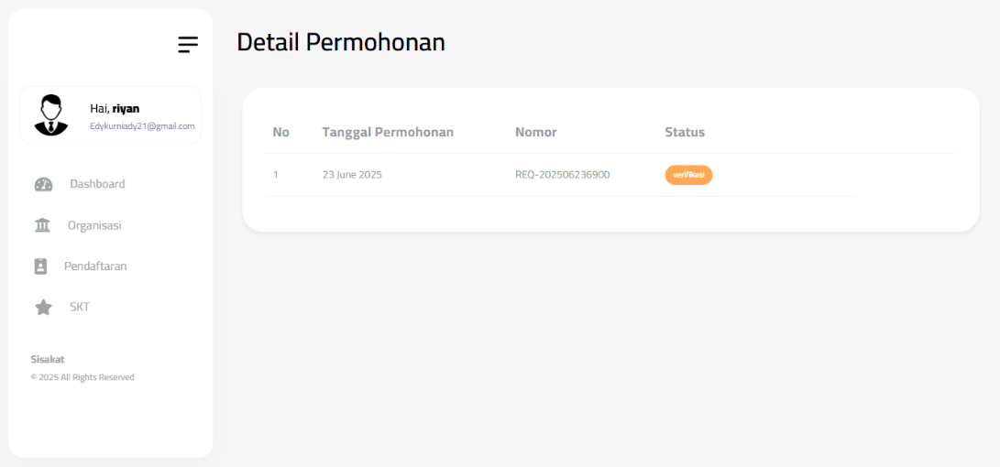 Detail Permohonan
Hai, riyan
Edykurniady21@gmail.com
Dashboard
Organisasi
Pendaftaran
SKT
Sisakat
© 2025 All Rights Reserved
No Tanggal Permohonan Nomor Status
1 23 June 2025 REQ-202506236900 verifikasi